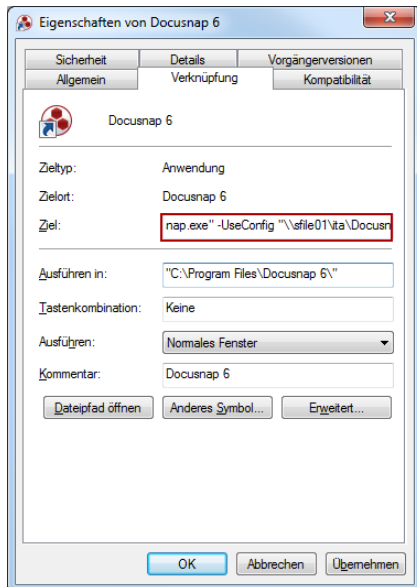 Eigenschaften von Docusnap 6
Sicherheit Details Vorgängerversionen
Allgemein Verknüpfung Kompatibilität
Docusnap 6
Zieltyp: Anwendung
Zielort: Docusnap 6
Ziel: nap.exe" -UseConfig "\\sfile01\ita\Docusn
Ausführen in: "C:\Program Files\Docusnap 6\"
Tastenkombination: Keine
Ausführen: Normales Fenster
Kommentar: Docusnap 6
Dateipfad öffnen Anderes Symbol... Erweitert...
OK Abbrechen Übernehmen